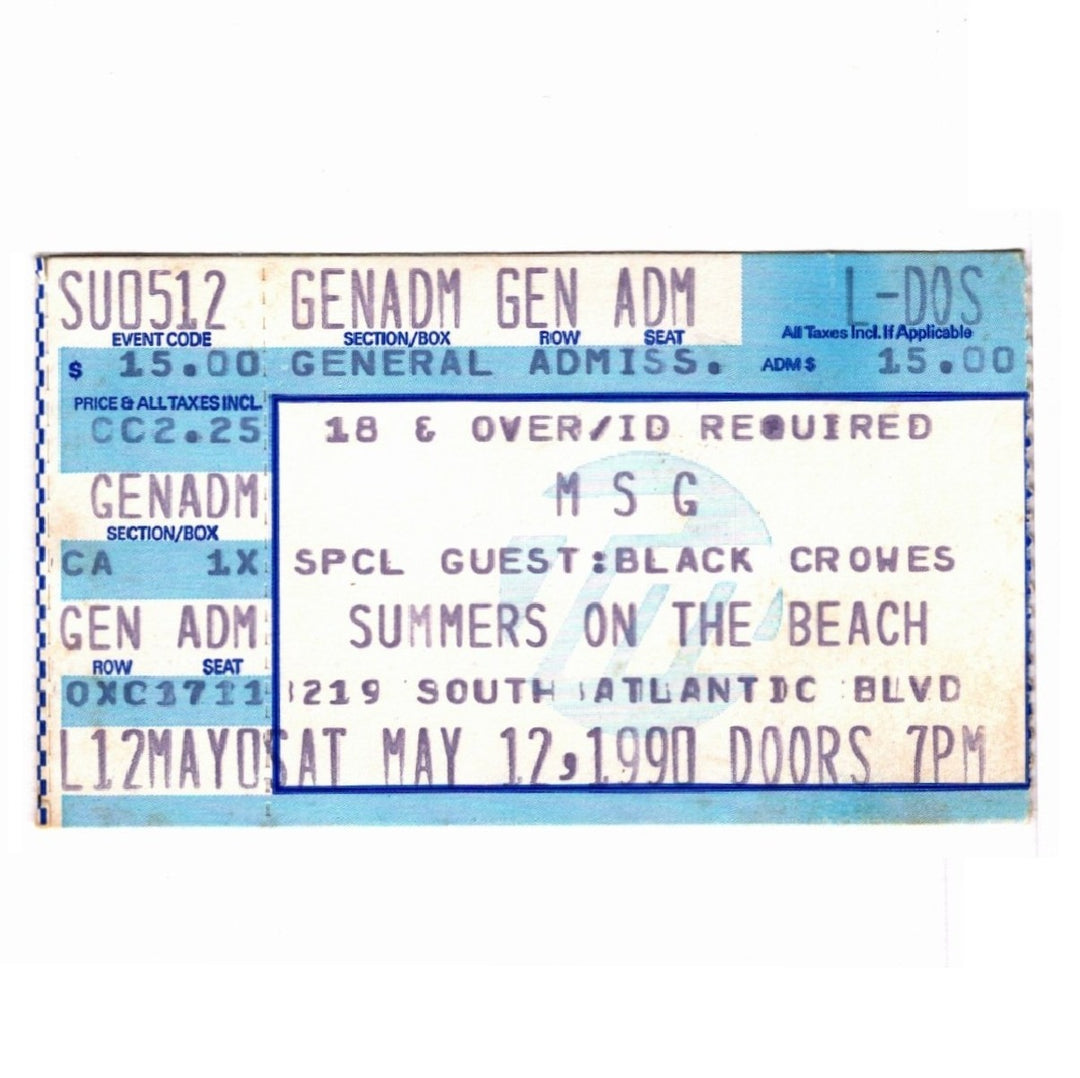 SU0512 GENADM GEN ADM L-DOS
EVENT CODE SECTION/BOX ROW SEAT All Taxes Incl. If Applicable
$ 15.00 GENERAL ADMISS. ADM $ 15.00
PRICE & ALL TAXES INCL.
CC2.25
GENADM
SECTION/BOX
CA 1X
GEN ADM
ROW SEAT
OXC1711
L12MAY0
18 & OVER/ID REQUIRED
M S G
SPCL GUEST:BLACK CROWES
SUMMERS ON THE BEACH
219 SOUTH ATLANTIC BLVD
SAT MAY 12,1990 DOORS 7PM